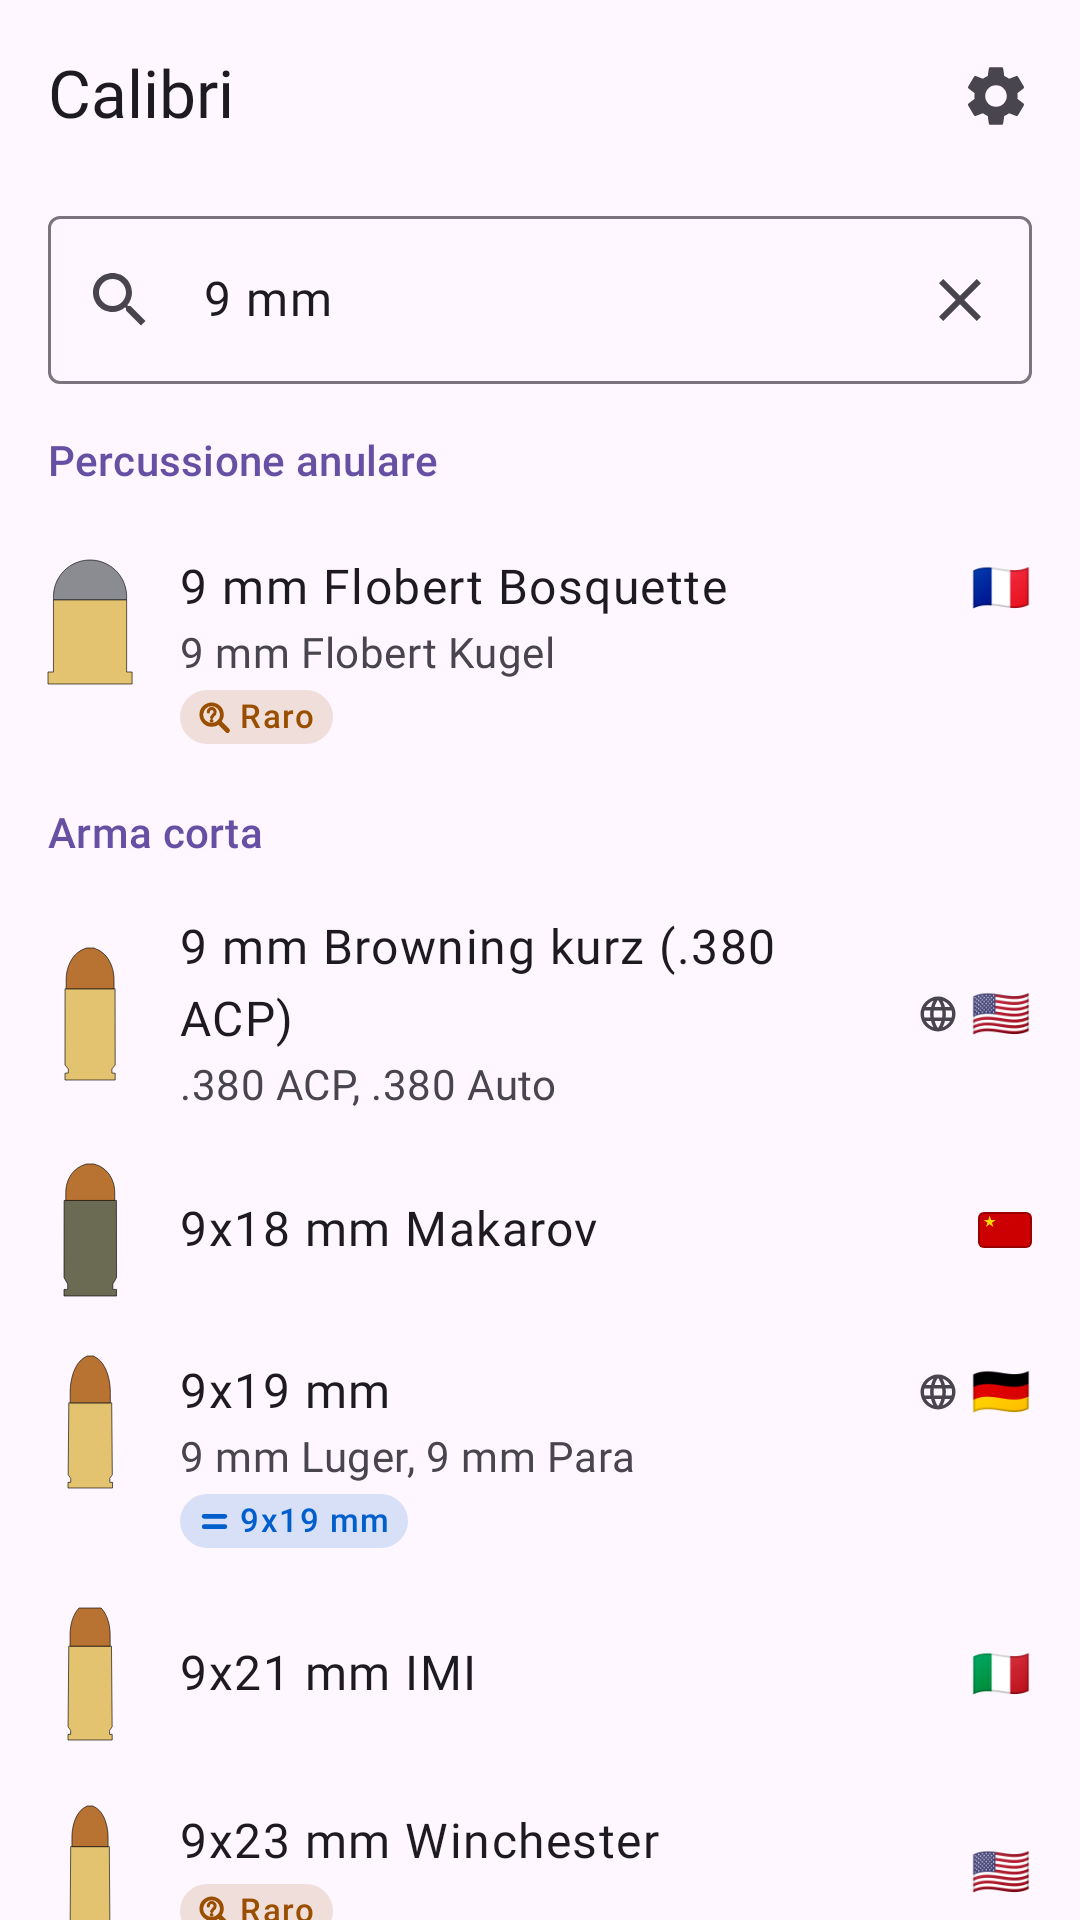 Calibri
9 mm
Percussione anulare
9 mm Flobert Bosquette
9 mm Flobert Kugel
Raro
Arma corta
9 mm Browning kurz (.380
ACP)
.380 ACP, .380 Auto
9x18 mm Makarov
9x19 mm
9 mm Luger, 9 mm Para
= 9x19 mm
9x21 mm IMI
9x23 mm Winchester
Raro